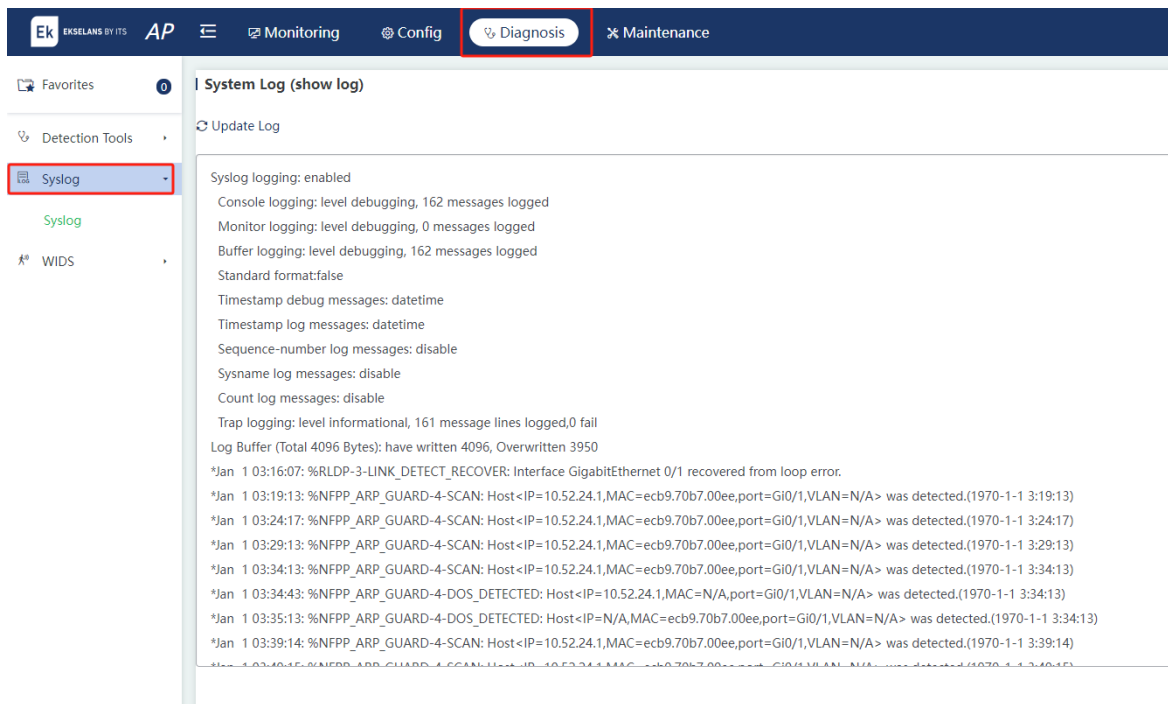 Ek EKSELANS BY ITS AP Monitoring Config Diagnosis Maintenance
Favorites 0
Detection Tools
Syslog
Syslog
WIDS
System Log (show log)
Update Log
Syslog logging: enabled
Console logging: level debugging, 162 messages logged
Monitor logging: level debugging, 0 messages logged
Buffer logging: level debugging, 162 messages logged
Standard format:false
Timestamp debug messages: datetime
Timestamp log messages: datetime
Sequence-number log messages: disable
Sysname log messages: disable
Count log messages: disable
Trap logging: level informational, 161 message lines logged,0 fail
Log Buffer (Total 4096 Bytes): have written 4096, Overwritten 3950
*Jan 1 03:16:07: %RLDP-3-LINK_DETECT_RECOVER: Interface GigabitEthernet 0/1 recovered from loop error.
*Jan 1 03:19:13: %NFPP_ARP_GUARD-4-SCAN: Host<IP=10.52.24.1,MAC=ecb9.70b7.00ee,port=Gi0/1,VLAN=N/A> was detected.(1970-1-1 3:19:13)
*Jan 1 03:24:17: %NFPP_ARP_GUARD-4-SCAN: Host<IP=10.52.24.1,MAC=ecb9.70b7.00ee,port=Gi0/1,VLAN=N/A> was detected.(1970-1-1 3:24:17)
*Jan 1 03:29:13: %NFPP_ARP_GUARD-4-SCAN: Host<IP=10.52.24.1,MAC=ecb9.70b7.00ee,port=Gi0/1,VLAN=N/A> was detected.(1970-1-1 3:29:13)
*Jan 1 03:34:13: %NFPP_ARP_GUARD-4-SCAN: Host<IP=10.52.24.1,MAC=ecb9.70b7.00ee,port=Gi0/1,VLAN=N/A> was detected.(1970-1-1 3:34:13)
*Jan 1 03:34:43: %NFPP_ARP_GUARD-4-DOS_DETECTED: Host<IP=10.52.24.1,MAC=N/A,port=Gi0/1,VLAN=N/A> was detected.(1970-1-1 3:34:13)
*Jan 1 03:35:13: %NFPP_ARP_GUARD-4-DOS_DETECTED: Host<IP=N/A,MAC=ecb9.70b7.00ee,port=Gi0/1,VLAN=N/A> was detected.(1970-1-1 3:34:13)
*Jan 1 03:39:14: %NFPP_ARP_GUARD-4-SCAN: Host<IP=10.52.24.1,MAC=ecb9.70b7.00ee,port=Gi0/1,VLAN=N/A> was detected.(1970-1-1 3:39:14)